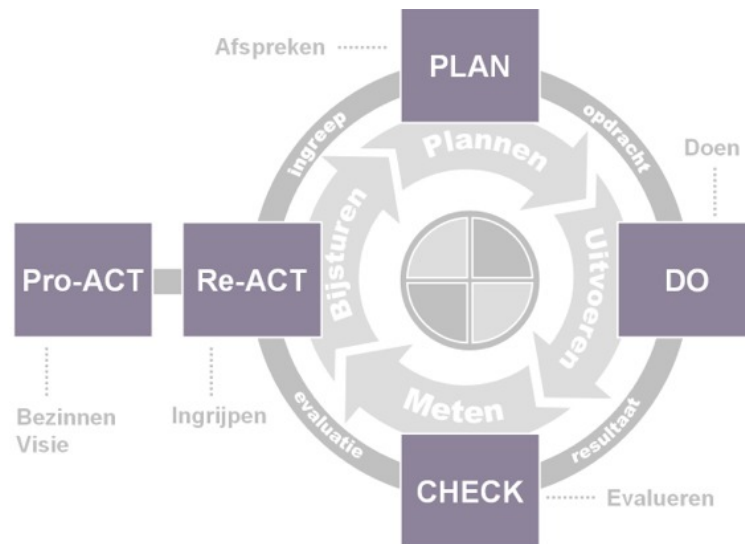 Afspreken
PLAN
ingreep
Plannen
opdracht
Doen
Pro-ACT
Re-ACT
Bijsturen
Uitvoeren
DO
Bezinnen
Visie
Ingrijpen
evaluatie
Meten
resultaat
CHECK
Evalueren